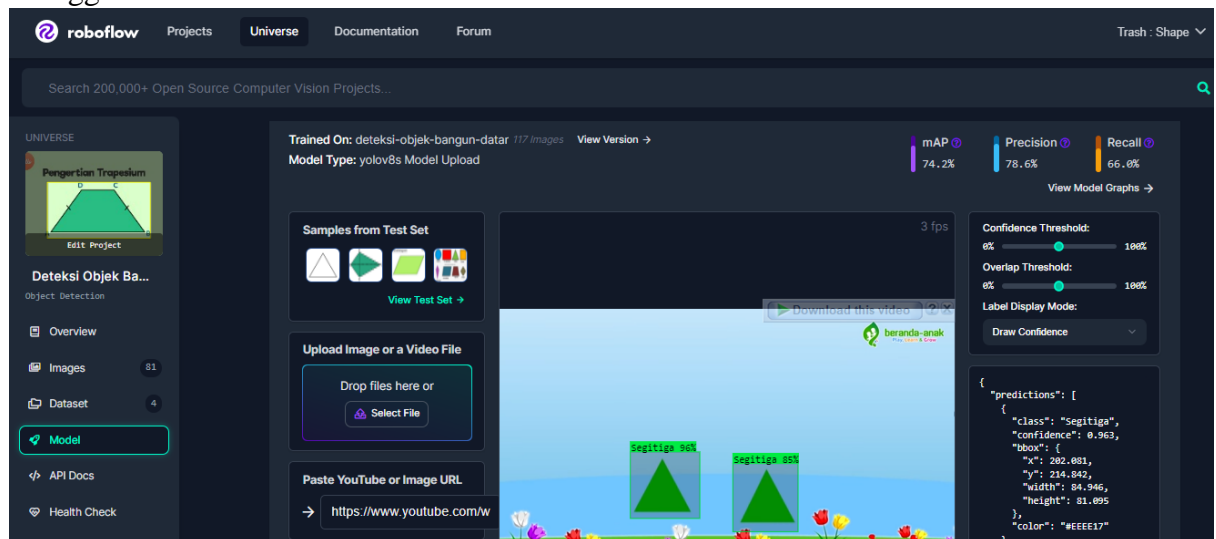 roboflow Projects Universe Documentation Forum Trash : Shape
Search 200,000+ Open Source Computer Vision Projects...
UNIVERSE
Pengertian Trapesium
D C
Edit Project
Deteksi Objek Ba...
Object Detection
Overview
Images 81
Dataset 4
Model
API Docs
Health Check
Trained On: deteksi-objek-bangun-datar 117 Images View Version →
Model Type: yolov8s Model Upload
mAP 74.2%
Precision 78.6%
Recall 66.0%
View Model Graphs →
Samples from Test Set
View Test Set →
Upload Image or a Video File
Drop files here or
Select File
Paste YouTube or Image URL
→ https://www.youtube.com/w
3 fps
Download this video ? X
beranda-anak
Segitiga 96%
Segitiga 85%
Confidence Threshold:
0% 100%
Overlap Threshold:
0% 100%
Label Display Mode:
Draw Confidence
{
"predictions": [
{
"class": "Segitiga",
"confidence": 0.963,
"bbox": {
"x": 202.081,
"y": 214.842,
"width": 84.946,
"height": 81.095
},
"color": "#EEEE17"